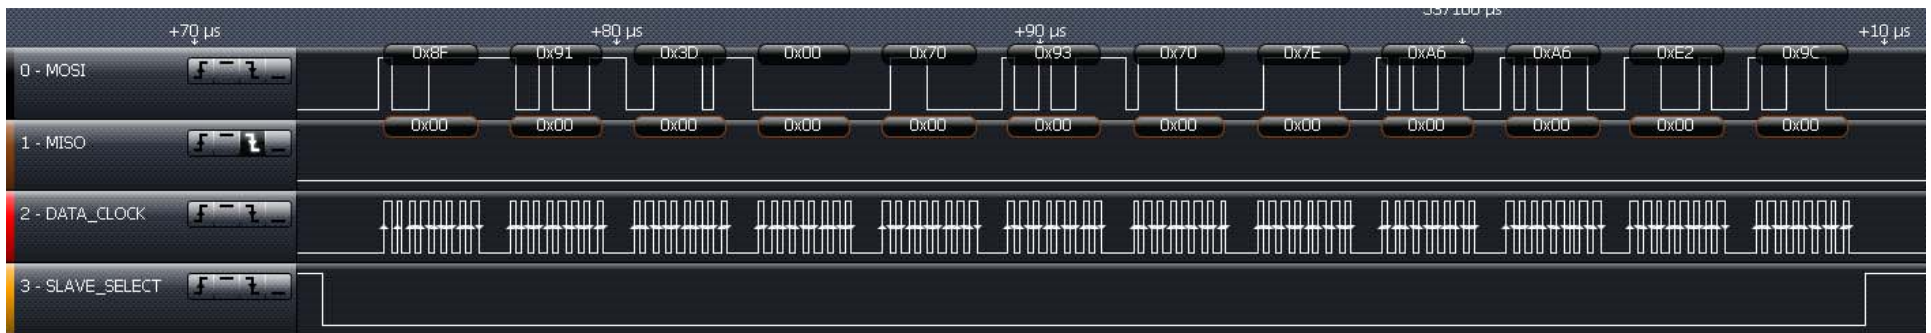 +70 µs +80 µs +90 µs +10 µs
0 - MOSI 0x8F 0x91 0x3D 0x00 0x70 0x93 0x70 0x7E 0xA6 0xA6 0xE2 0x9C
1 - MISO 0x00 0x00 0x00 0x00 0x00 0x00 0x00 0x00 0x00 0x00 0x00 0x00
2 - DATA_CLOCK
3 - SLAVE_SELECT